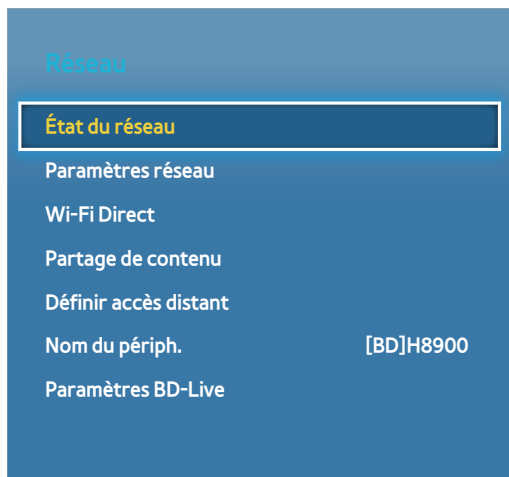 Réseau
État du réseau
Paramètres réseau
Wi-Fi Direct
Partage de contenu
Définir accès distant
Nom du périph. [BD]H8900
Paramètres BD-Live